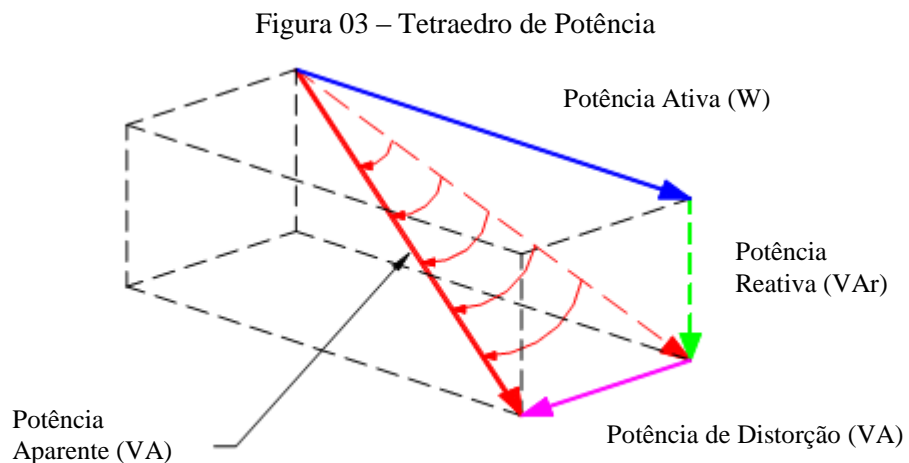 Figura 03 – Tetraedro de Potência
Potência Ativa (W)
Potência
Reativa (VAr)
Potência
Aparente (VA)
Potência de Distorção (VA)